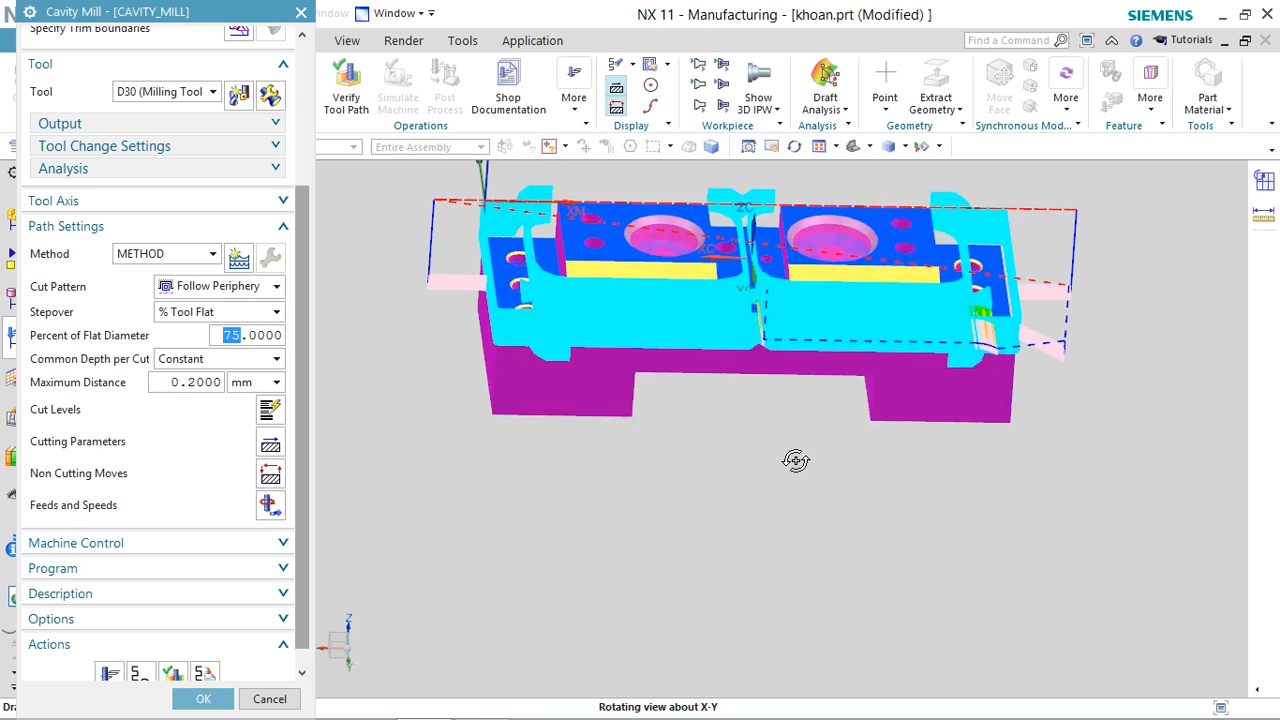 Cavity Mill - [CAVITY_MILL]
Window
Window
NX 11 - Manufacturing - [khoan.prt (Modified) ]
SIEMENS
View
Render
Tools
Application
Find a Command
Tutorials
Verify Tool Path
Simulate Machine
Post Process
Shop Documentation
More
Operations
Display
Show 3D IPW
Workpiece
Draft Analysis
Analysis
Point
Extract Geometry
Geometry
Move Face
More
Synchronous Mod...
More
Feature
Part Material
Tools
Entire Assembly
Specify Trim Boundaries
Tool
Tool
D30 (Milling Tool
Output
Tool Change Settings
Analysis
Tool Axis
Path Settings
Method
METHOD
Cut Pattern
Follow Periphery
Stepover
% Tool Flat
Percent of Flat Diameter
75.0000
Common Depth per Cut
Constant
Maximum Distance
0.2000
mm
Cut Levels
Cutting Parameters
Non Cutting Moves
Feeds and Speeds
Machine Control
Program
Description
Options
Actions
OK
Cancel
XM
ZC
XC
Z
Rotating view about X-Y